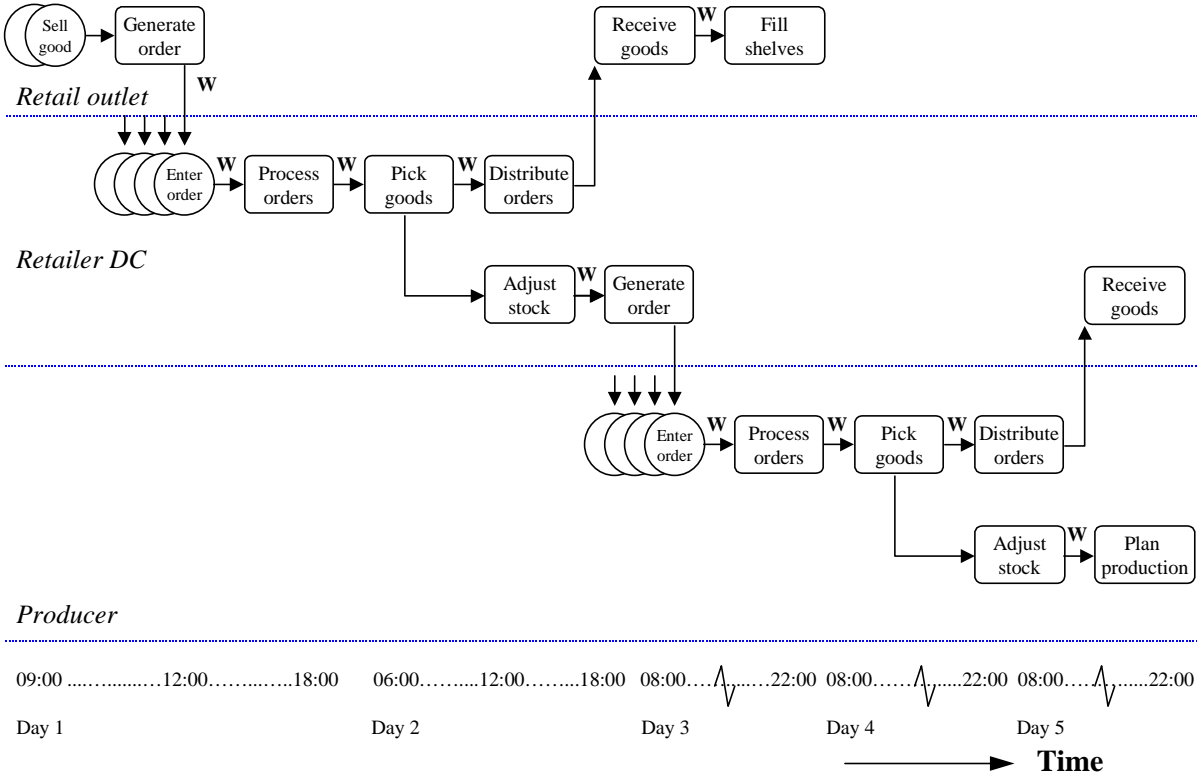 Sell
good
Generate
order
Receive
goods
W
Fill
shelves
W
Retail outlet
Enter
order
W
Process
orders
W
Pick
goods
W
Distribute
orders
Retailer DC
Adjust
stock
W
Generate
order
Receive
goods
Enter
order
W
Process
orders
W
Pick
goods
W
Distribute
orders
Adjust
stock
W
Plan
production
Producer
09:00 ....…........…12:00…..…...…..18:00
06:00……....12:00…..…...18:00
08:00…..…...…..22:00
08:00……......22:00
08:00…........22:00
Day 1
Day 2
Day 3
Day 4
Day 5
Time